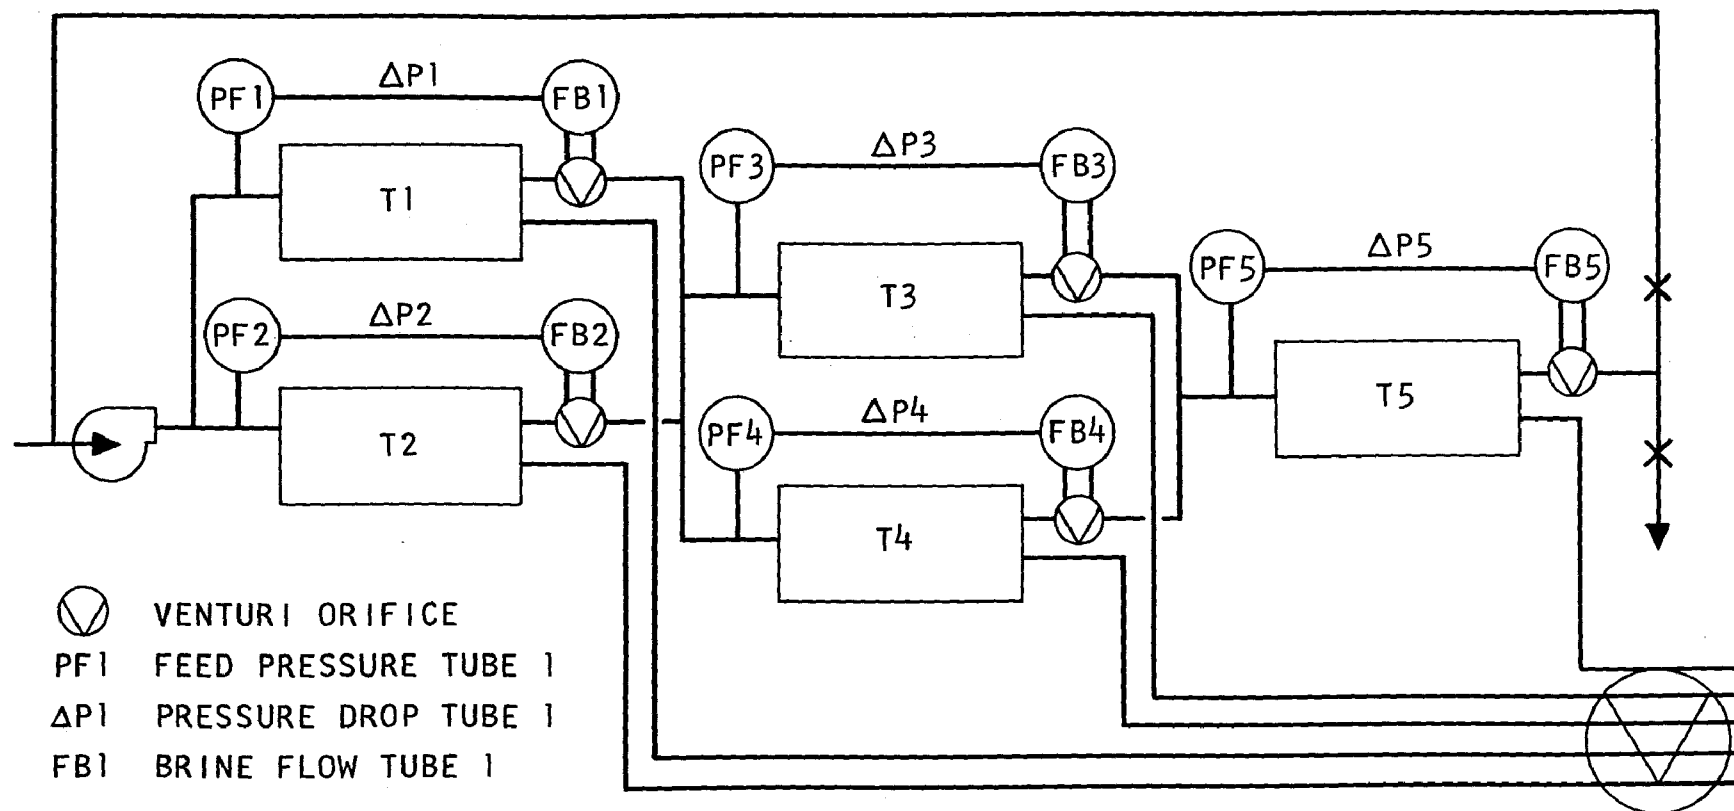 ΔP1
PF1
FB1
T1
ΔP2
PF2
FB2
T2
ΔP3
PF3
FB3
T3
ΔP4
PF4
FB4
T4
ΔP5
PF5
FB5
T5
VENTURI ORIFICE
PF1 FEED PRESSURE TUBE 1
ΔP1 PRESSURE DROP TUBE 1
FB1 BRINE FLOW TUBE 1